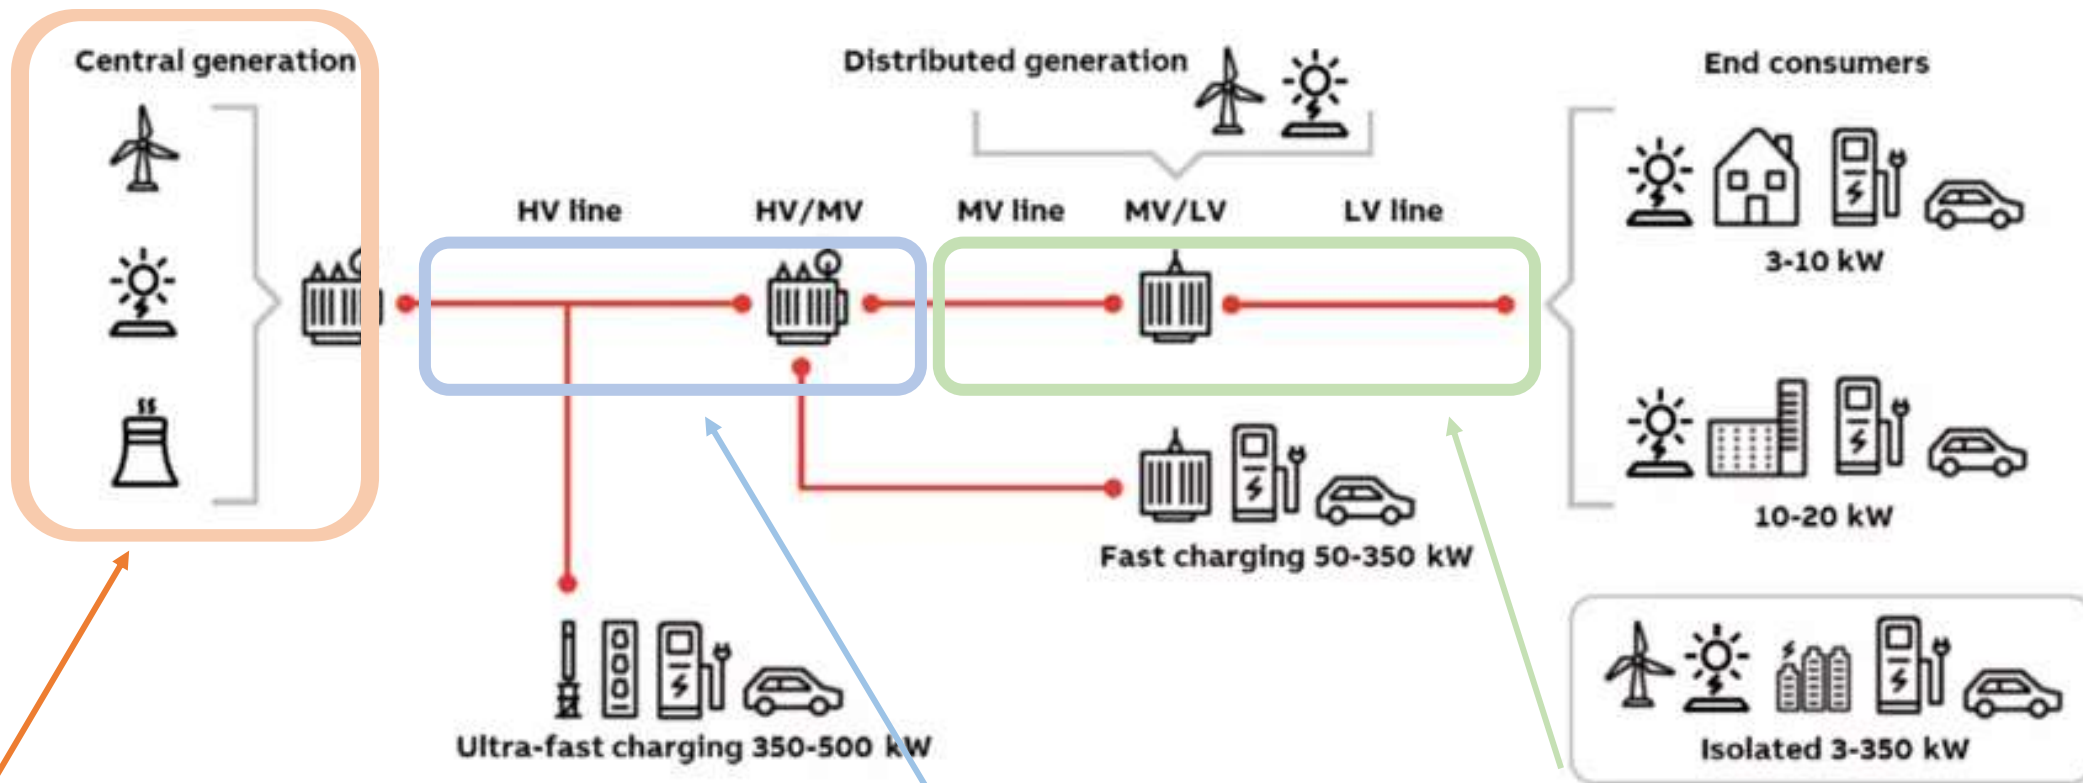 Central generation
Distributed generation
End consumers
HV line
HV/MV
MV line
MV/LV
LV line
3-10 kW
10-20 kW
Fast charging 50-350 kW
Ultra-fast charging 350-500 kW
Isolated 3-350 kW